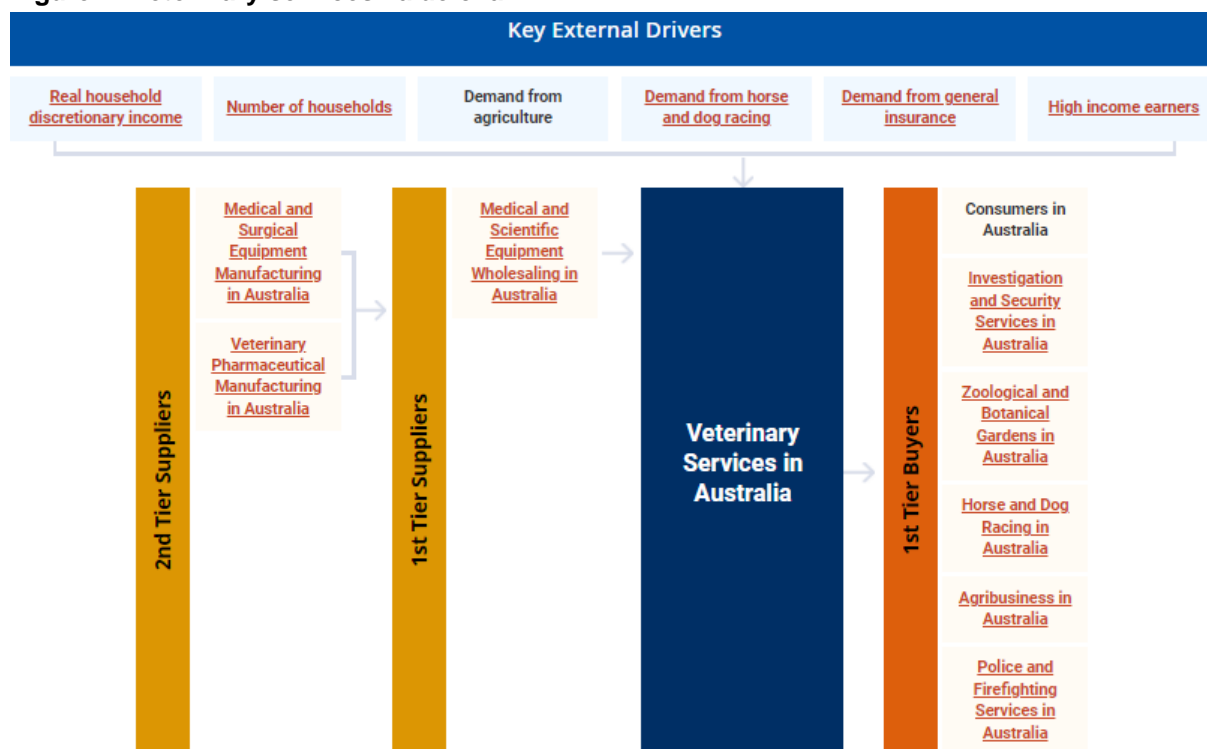 Key External Drivers
Real household
discretionary income
Number of households
Demand from
agriculture
Demand from horse
and dog racing
Demand from general
insurance
High income earners
2nd Tier Suppliers
Medical and
Surgical
Equipment
Manufacturing
in Australia
Veterinary
Pharmaceutical
Manufacturing
in Australia
1st Tier Suppliers
Medical and
Scientific
Equipment
Wholesaling in
Australia
Veterinary
Services in
Australia
1st Tier Buyers
Consumers in
Australia
Investigation
and Security
Services in
Australia
Zoological and
Botanical
Gardens in
Australia
Horse and Dog
Racing in
Australia
Agribusiness in
Australia
Police and
Firefighting
Services in
Australia